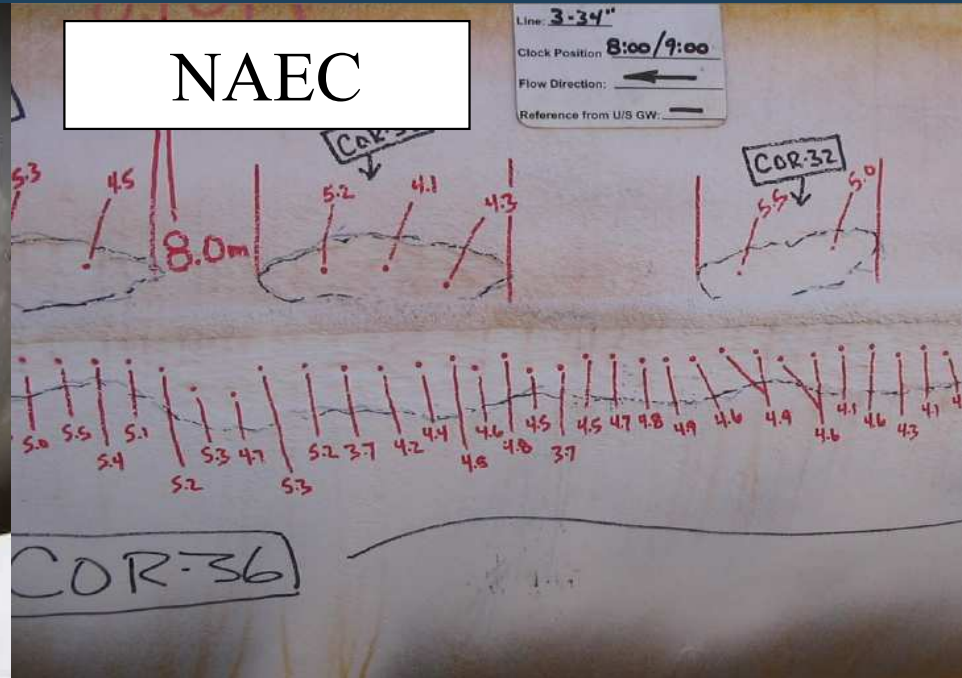 NAEC
Line: 3-34"
Clock Position 8:00/9:00
Flow Direction:
Reference from U/S GW: —
COR-32
5.3 4.5 5.2 4.1 4.3 5.5 5.0
8.0m
5.0 5.5 5.4 5.1 5.2 5.3 4.7 5.3 5.2 3.7 4.2 4.4 4.8 4.6 4.8 4.5 3.7 4.5 4.7 4.8 4.9 4.6 4.9 4.6 4.1 4.6 4.3 4.1
COR-36